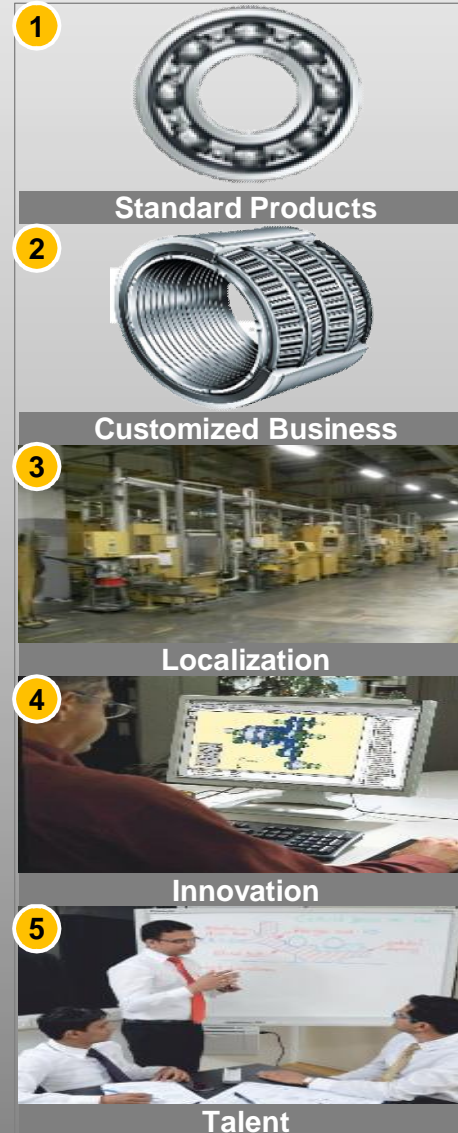 1
Standard Products
2
Customized Business
3
Localization
4
Innovation
5
Talent